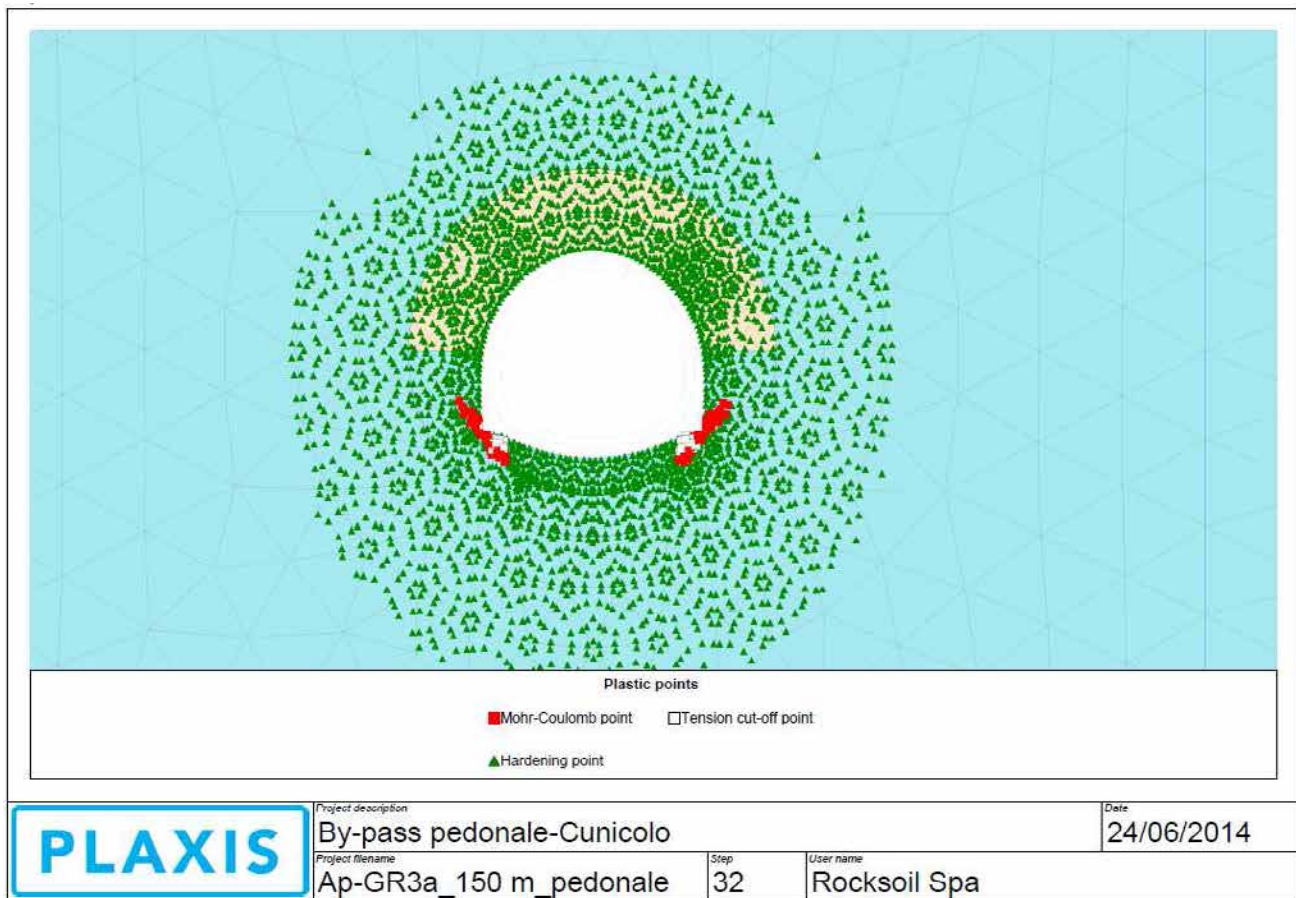 Plastic points
Mohr-Coulomb point Tension cut-off point
Hardening point
PLAXIS
Project description
By-pass pedonale-Cunicolo
Date
24/06/2014
Project filename
Ap-GR3a_150 m_pedonale
Step
32
User name
Rocksoil Spa